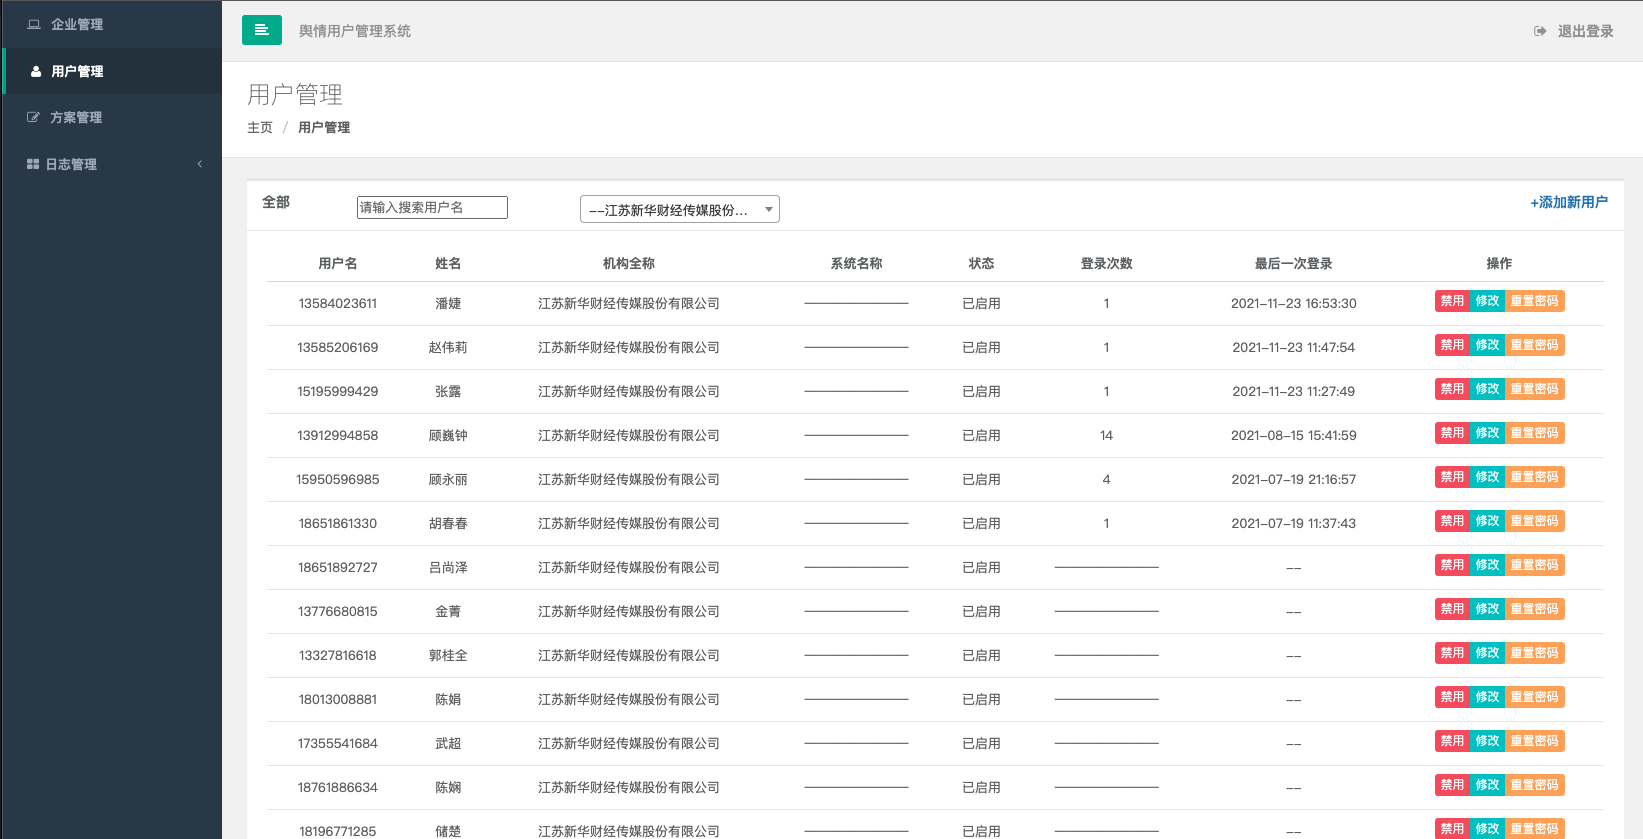 企业管理
用户管理
方案管理
日志管理
舆情用户管理系统
退出登录
用户管理
主页 / 用户管理
全部 请输入搜索用户名 --江苏新华财经传媒股份... +添加新用户
用户名 姓名 机构全称 系统名称 状态 登录次数 最后一次登录 操作
13584023611 潘婕 江苏新华财经传媒股份有限公司 ———————— 已启用 1 2021-11-23 16:53:30 禁用 修改 重置密码
13585206169 赵伟莉 江苏新华财经传媒股份有限公司 ———————— 已启用 1 2021-11-23 11:47:54 禁用 修改 重置密码
15195999429 张露 江苏新华财经传媒股份有限公司 ———————— 已启用 1 2021-11-23 11:27:49 禁用 修改 重置密码
13912994858 顾巍钟 江苏新华财经传媒股份有限公司 ———————— 已启用 14 2021-08-15 15:41:59 禁用 修改 重置密码
15950596985 顾永丽 江苏新华财经传媒股份有限公司 ———————— 已启用 4 2021-07-19 21:16:57 禁用 修改 重置密码
18651861330 胡春春 江苏新华财经传媒股份有限公司 ———————— 已启用 1 2021-07-19 11:37:43 禁用 修改 重置密码
18651892727 吕尚泽 江苏新华财经传媒股份有限公司 ———————— 已启用 ———————— -- 禁用 修改 重置密码
13776680815 金菁 江苏新华财经传媒股份有限公司 ———————— 已启用 ———————— -- 禁用 修改 重置密码
13327816618 郭桂全 江苏新华财经传媒股份有限公司 ———————— 已启用 ———————— -- 禁用 修改 重置密码
18013008881 陈娟 江苏新华财经传媒股份有限公司 ———————— 已启用 ———————— -- 禁用 修改 重置密码
17355541684 武超 江苏新华财经传媒股份有限公司 ———————— 已启用 ———————— -- 禁用 修改 重置密码
18761886634 陈娴 江苏新华财经传媒股份有限公司 ———————— 已启用 ———————— -- 禁用 修改 重置密码
18196771285 储楚 江苏新华财经传媒股份有限公司 ———————— 已启用 ———————— -- 禁用 修改 重置密码